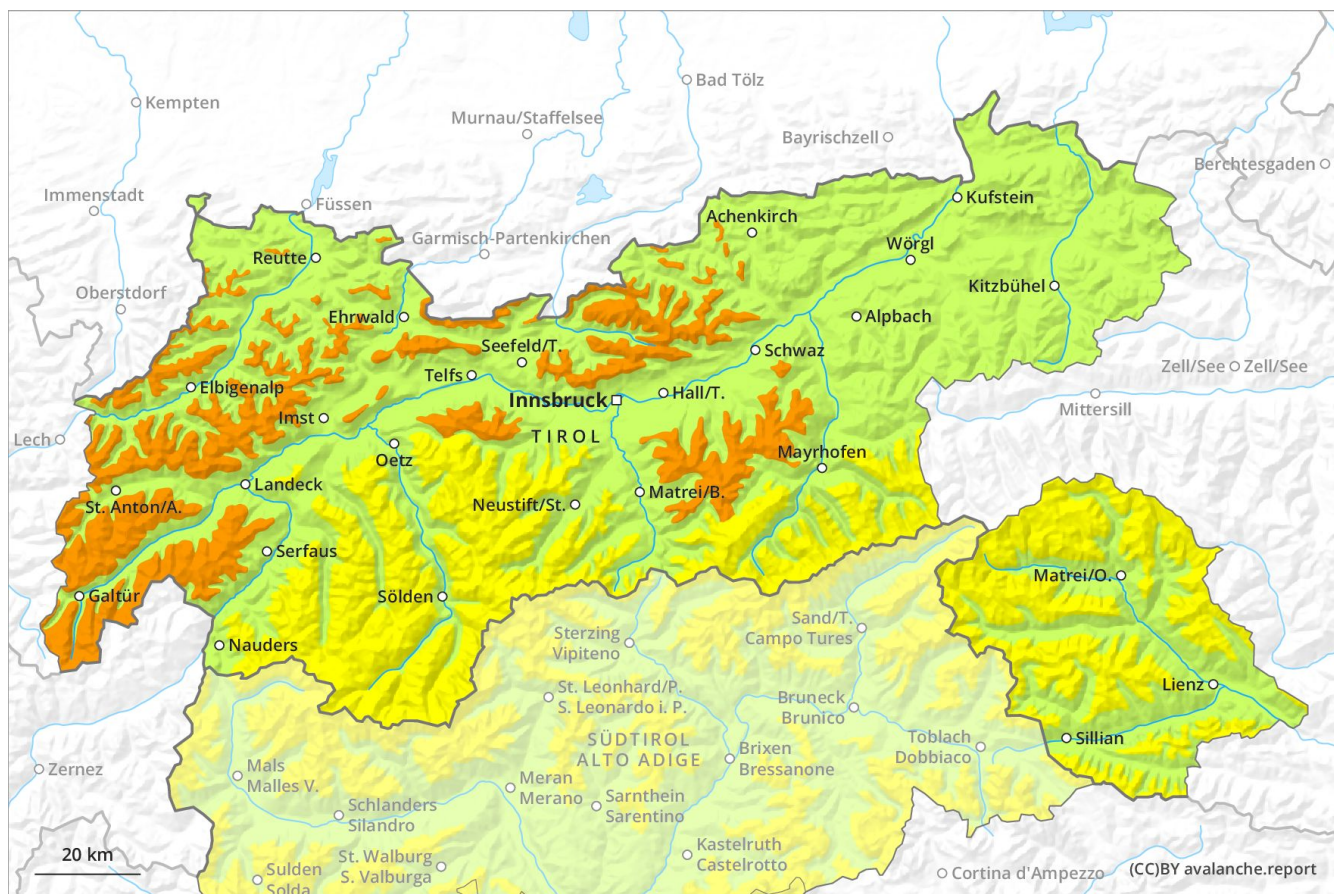 Kempten
Bad Tölz
Murnau/Staffelsee
Bayrischzell
Berchtesgaden
Immenstadt
Füssen
Kufstein
Achenkirch
Garmisch-Partenkirchen
Reutte
Wörgl
Oberstdorf
Kitzbühel
Ehrwald
Alpbach
Seefeld/T.
Schwaz
Telfs
Zell/See
Zell/See
Elbigenalp
Innsbruck
Hall/T.
Mittersill
Imst
Lech
TIROL
Oetz
Mayrhofen
Landeck
Matrei/B.
St. Anton/A.
Neustift/St.
Serfaus
Matrei/O.
Galtür
Sölden
Sand/T.
Campo Tures
Sterzing
Vipiteno
Nauders
Lienz
St. Leonhard/P.
S. Leonardo i. P.
Bruneck
Brunico
SÜDTIROL
ALTO ADIGE
Sillian
Toblach
Dobbiaco
Brixen
Bressanone
Zernez
Mals
Malles V.
Meran
Merano
Sarnthein
Sarentino
Schlanders
Silandro
Kastelruth
Castelrotto
20 km
St. Walburg
S. Valburga
Sulden
Solda
Cortina d'Ampezzo
(CC)BY avalanche.report